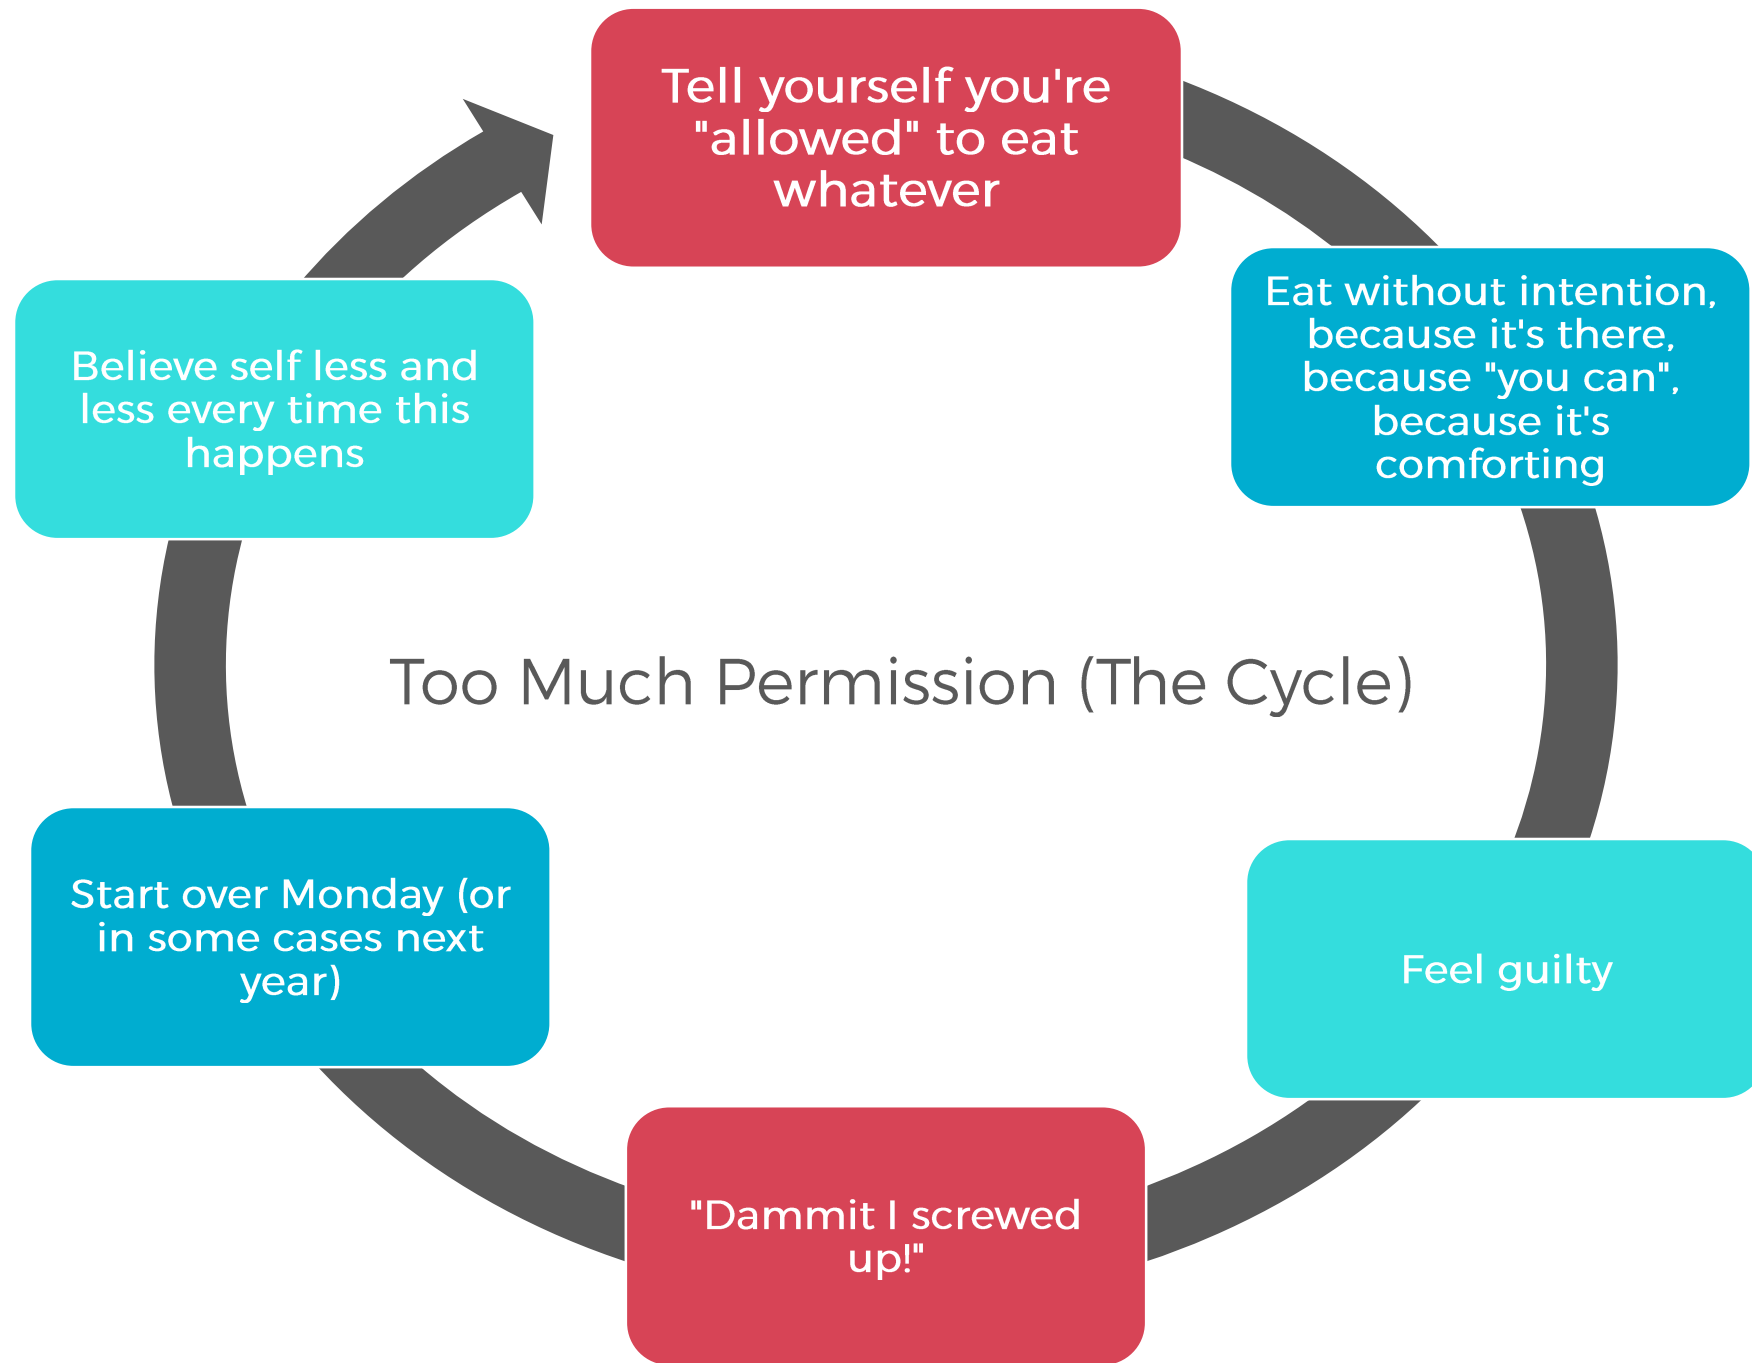 Tell yourself you're
"allowed" to eat
whatever
Eat without intention,
because it's there,
because "you can",
because it's
comforting
Feel guilty
"Dammit I screwed
up!"
Start over Monday (or
in some cases next
year)
Believe self less and
less every time this
happens
Too Much Permission (The Cycle)